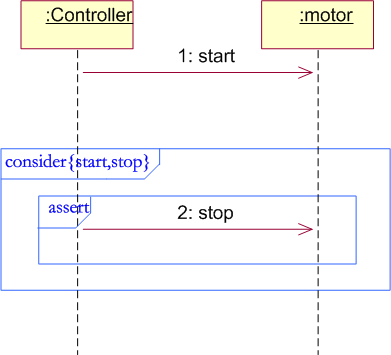 :Controller
:motor
1: start
consider{start,stop}
assert
2: stop